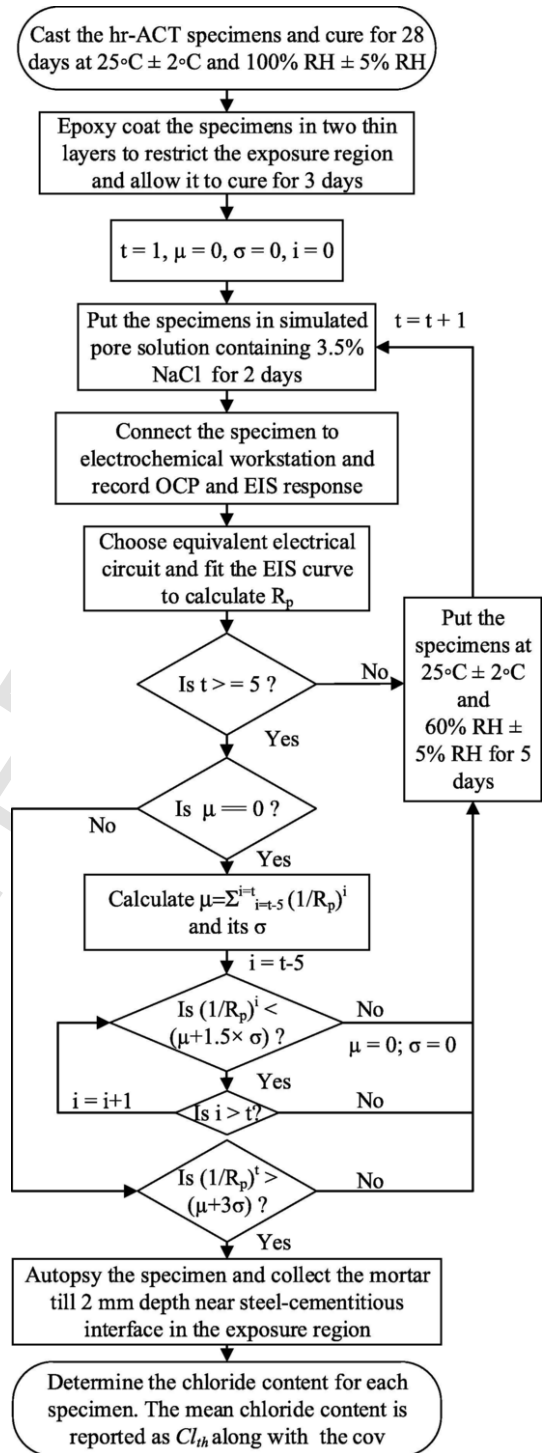 Cast the hr-ACT specimens and cure for 28
days at 25∘C ± 2∘C and 100% RH ± 5% RH
Epoxy coat the specimens in two thin
layers to restrict the exposure region
and allow it to cure for 3 days
t = 1, μ = 0, σ = 0, i = 0
t = t + 1
Put the specimens in simulated
pore solution containing 3.5%
NaCl for 2 days
Connect the specimen to
electrochemical workstation and
record OCP and EIS response
Choose equivalent electrical
circuit and fit the EIS curve
to calculate Rₚ
Put the
specimens at
25∘C ± 2∘C
and
60% RH ±
5% RH for 5
days
Is t >= 5 ?
No
Yes
Is μ == 0 ?
No
Yes
Calculate μ=Σ^{i=t}_{i=t-5} (1/Rₚ)^i
and its σ
i = t-5
Is (1/Rₚ)^i <
(μ+1.5× σ) ?
No
μ = 0; σ = 0
Yes
i = i+1
Is i > t?
No
Is (1/Rₚ)^t >
(μ+3σ) ?
No
Yes
Autopsy the specimen and collect the mortar
till 2 mm depth near steel-cementitious
interface in the exposure region
Determine the chloride content for each
specimen. The mean chloride content is
reported as Cl_{th} along with the cov